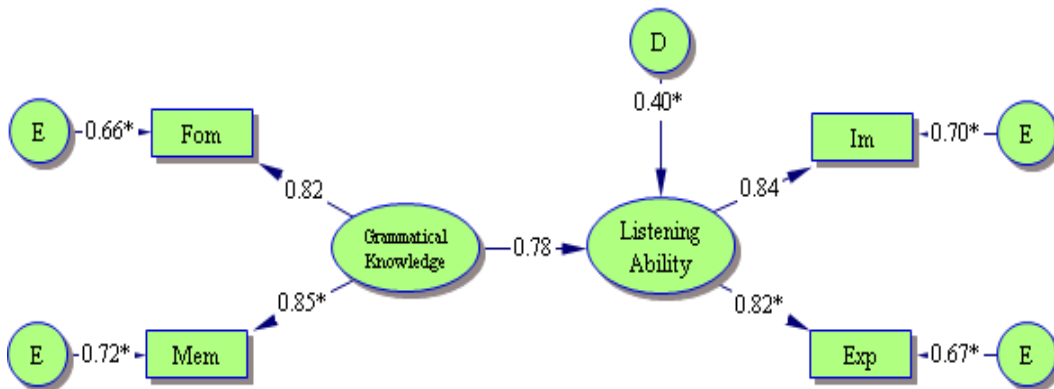 D
0.40*
E
0.66*
Fom
Im
0.70*
E
0.82
0.84
Grammatical
Knowledge
0.78
Listening
Ability
0.85*
0.82*
E
0.72*
Mem
Exp
0.67*
E